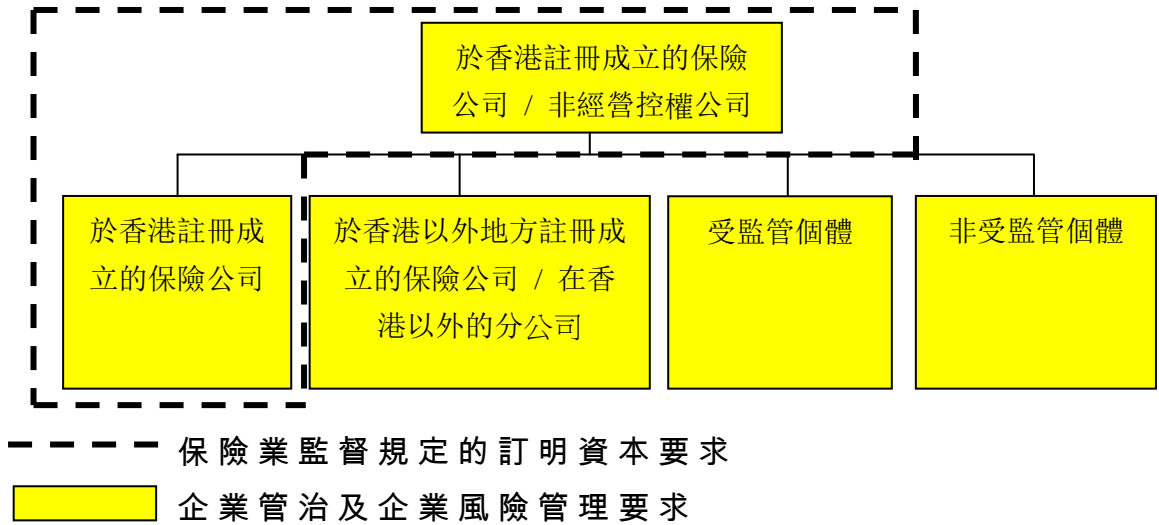 於香港註冊成立的保險
公司 / 非經營控權公司
於香港註冊成
立的保險公司
於香港以外地方註冊成
立的保險公司 / 在香
港以外的分公司
受監管個體
非受監管個體
保險業監督規定的訂明資本要求
企業管治及企業風險管理要求